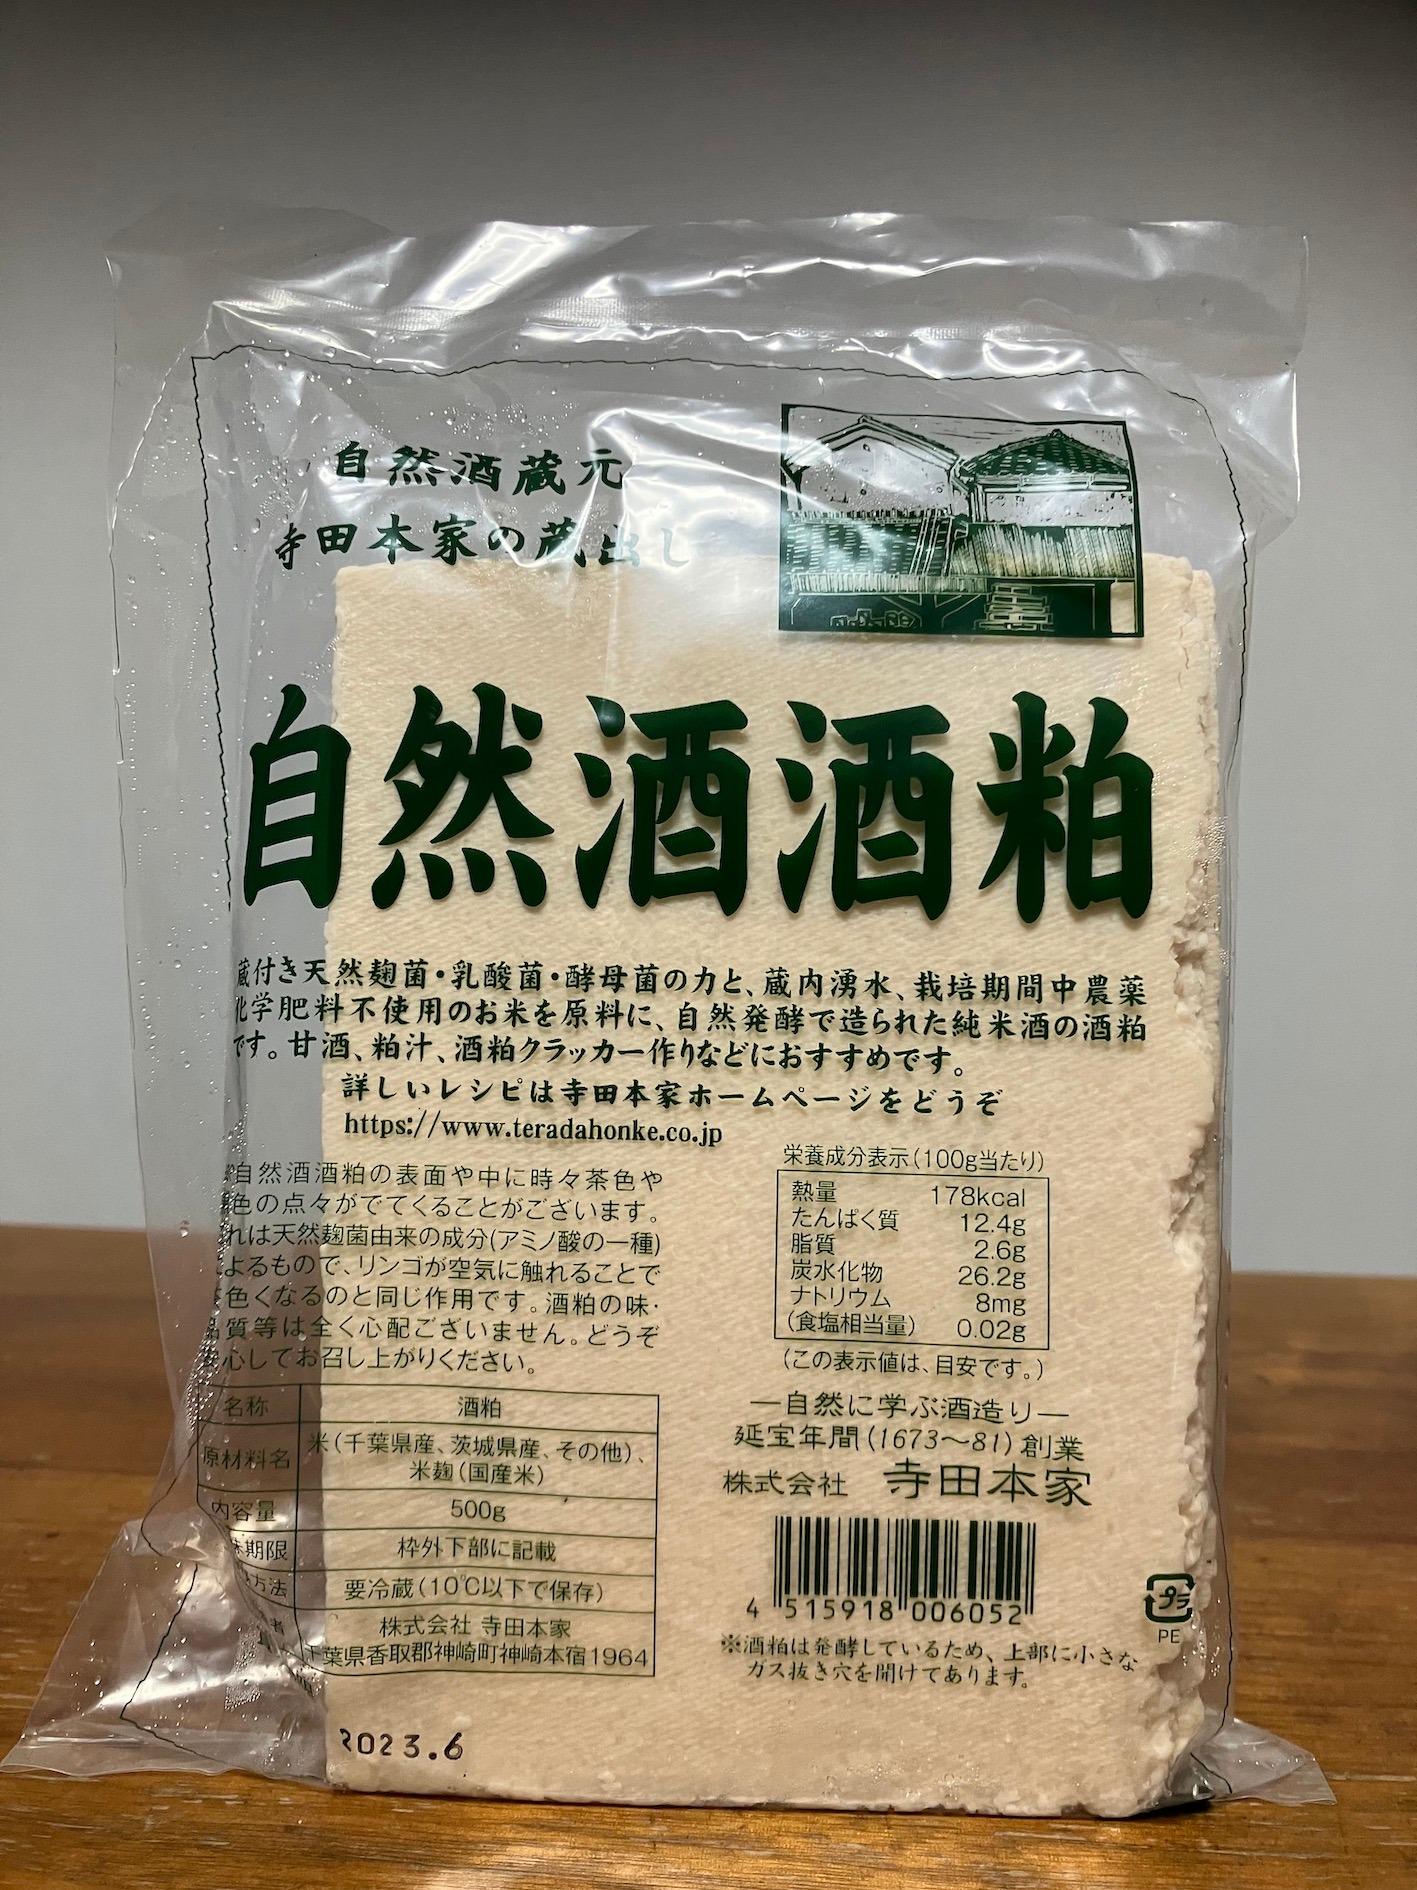 自然酒蔵元
寺田本家の蔵出し
自然酒酒粕
蔵付き天然麹菌・乳酸菌・酵母菌の力と、蔵内湧水、栽培期間中農薬
化学肥料不使用のお米を原料に、自然発酵で造られた純米酒の酒粕
です。甘酒、粕汁、酒粕クラッカー作りなどにおすすめです。
詳しいレシピは寺田本家ホームページをどうぞ
https://www.teradahonke.co.jp
自然酒酒粕の表面や中に時々茶色や
色の点々がでてくることがございます。
れは天然麹菌由来の成分(アミノ酸の一種)
よるもので、リンゴが空気に触れることで
色くなるのと同じ作用です。酒粕の味・
品質等は全く心配ございません。どうぞ
心してお召し上がりください。
名称 酒粕
原材料名 米(千葉県産、茨城県産、その他)、
米麹(国産米)
内容量 500g
期限 枠外下部に記載
方法 要冷蔵(10℃以下で保存)
者 株式会社 寺田本家
千葉県香取郡神崎町神崎本宿1964
2023.6
栄養成分表示(100g当たり)
熱量 178kcal
たんぱく質 12.4g
脂質 2.6g
炭水化物 26.2g
ナトリウム 8mg
(食塩相当量) 0.02g
(この表示値は、目安です。)
―自然に学ぶ酒造り―
延宝年間(1673～81)創業
株式会社 寺田本家
4 515918 006052
プラ
PE
※酒粕は発酵しているため、上部に小さな
ガス抜き穴を開けてあります。